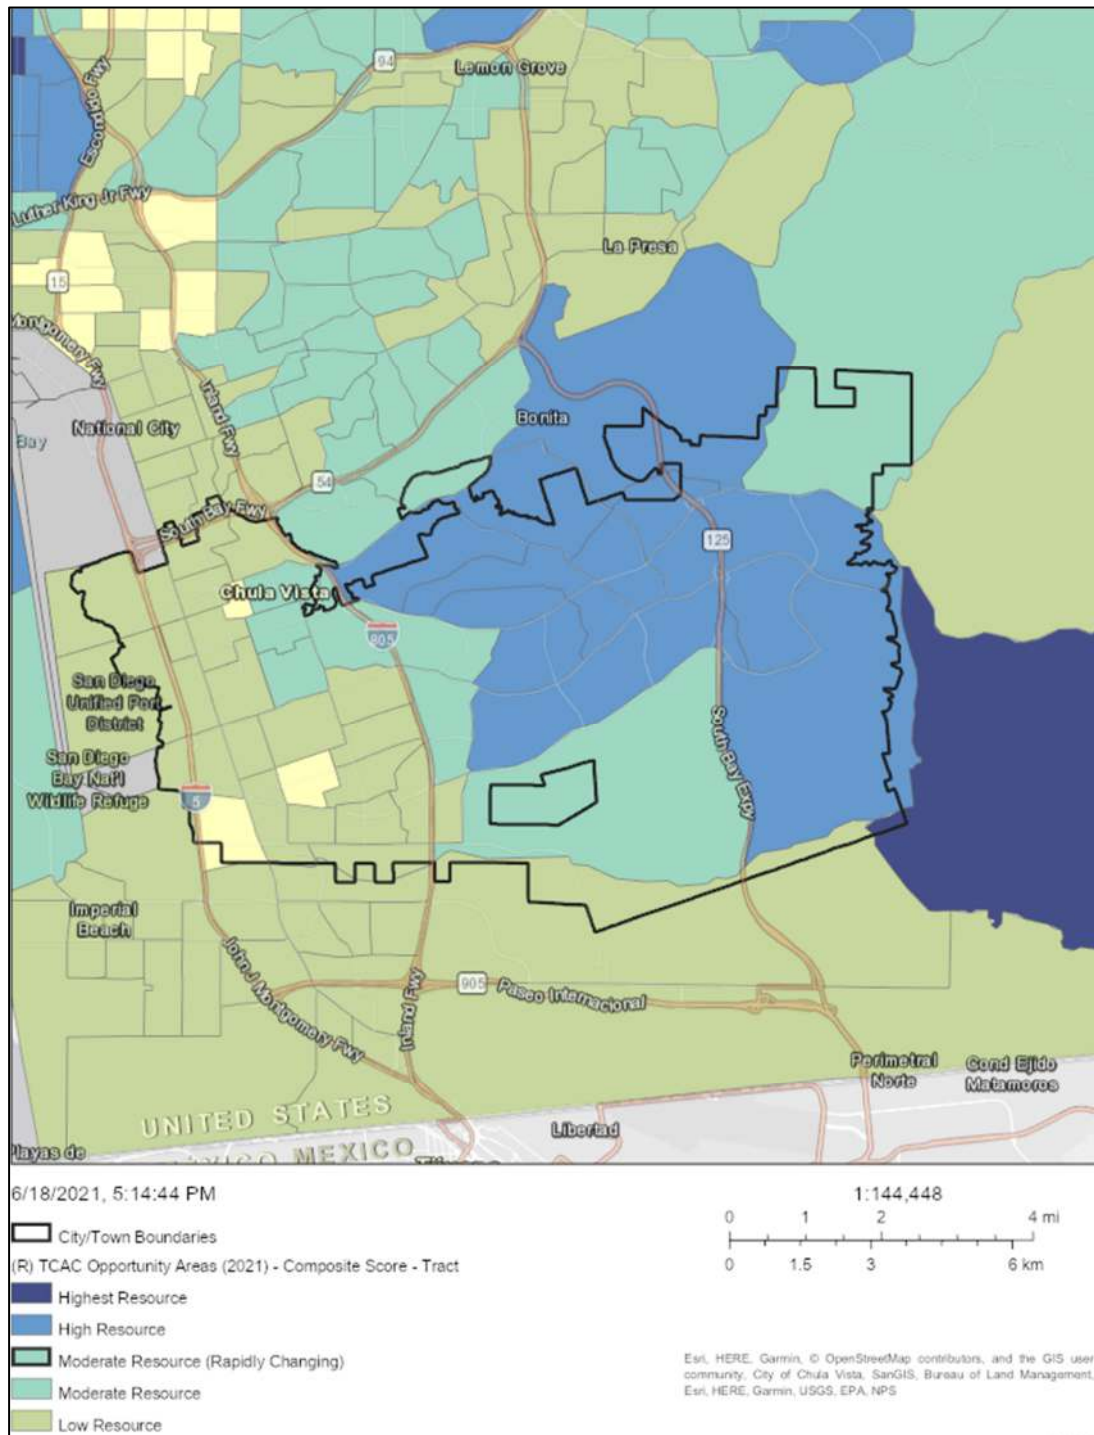 94
Lemon Grove
Escondido Fwy
Luther King Jr Fwy
La Presa
15
Montgomery Fwy
Inland Fwy
National City
Bay
Bonita
54
South Bay Fwy
125
Chula Vista
805
San Diego
Unified Port
District
South Bay Expy
San Diego
Bay Nat'l
Wildlife Refuge
5
Imperial
Beach
John J Montgomery Fwy
Inland Fwy
905
Paseo Internacional
Perimetral
Norte
Cond Ejido
Matamoros
UNITED STATES
MÉXICO MEXICO
Libertad
Playas de
6/18/2021, 5:14:44 PM
1:144,448
0 1 2 4 mi
0 1.5 3 6 km
City/Town Boundaries
(R) TCAC Opportunity Areas (2021) - Composite Score - Tract
Highest Resource
High Resource
Moderate Resource (Rapidly Changing)
Moderate Resource
Low Resource
Esri, HERE, Garmin, © OpenStreetMap contributors, and the GIS user
community, City of Chula Vista, SanGIS, Bureau of Land Management,
Esri, HERE, Garmin, USGS, EPA, NPS